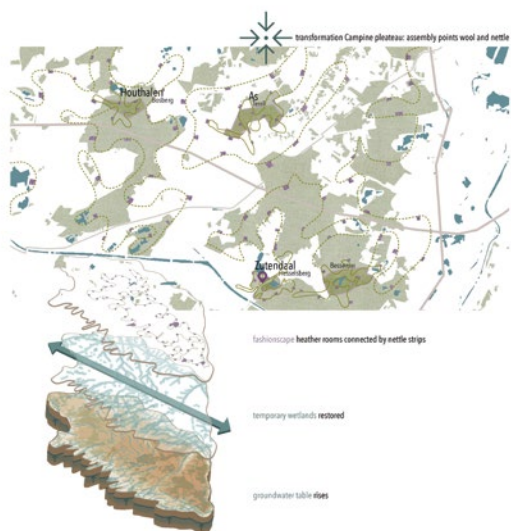 transformation Campine pleateau: assembly points wool and nettle
Houthalen
As
Zutendaal
Hesselsberg
fashionscape heather rooms connected by nettle strips
temporary wetlands restored
groundwater table rises